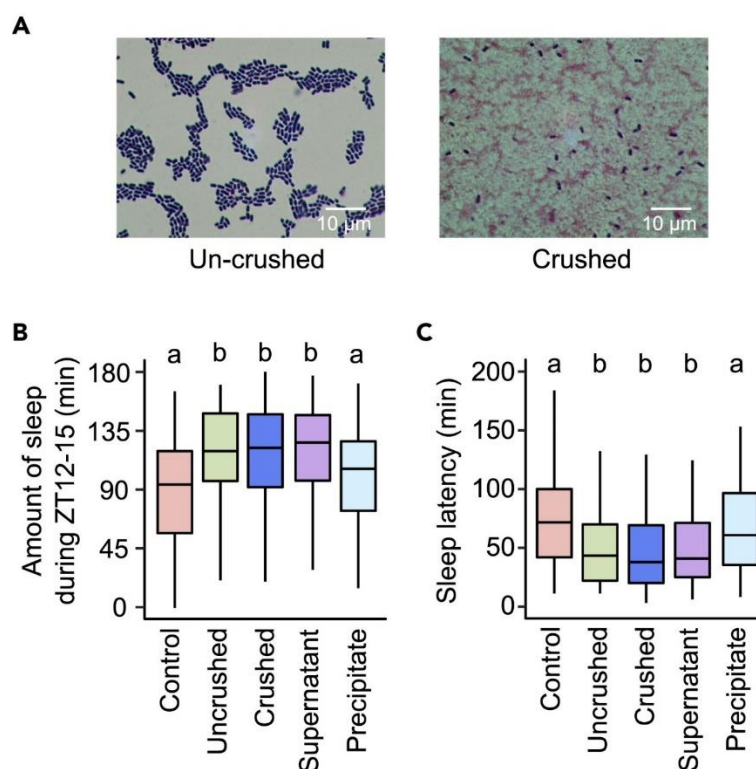 A
10 µm
10 µm
Un-crushed
Crushed
B
Amount of sleep
during ZT12-15 (min)
180
135
90
45
0
a
b
b
b
a
Control
Uncrushed
Crushed
Supernatant
Precipitate
C
Sleep latency (min)
200
150
100
50
0
a
b
b
b
a
Control
Uncrushed
Crushed
Supernatant
Precipitate